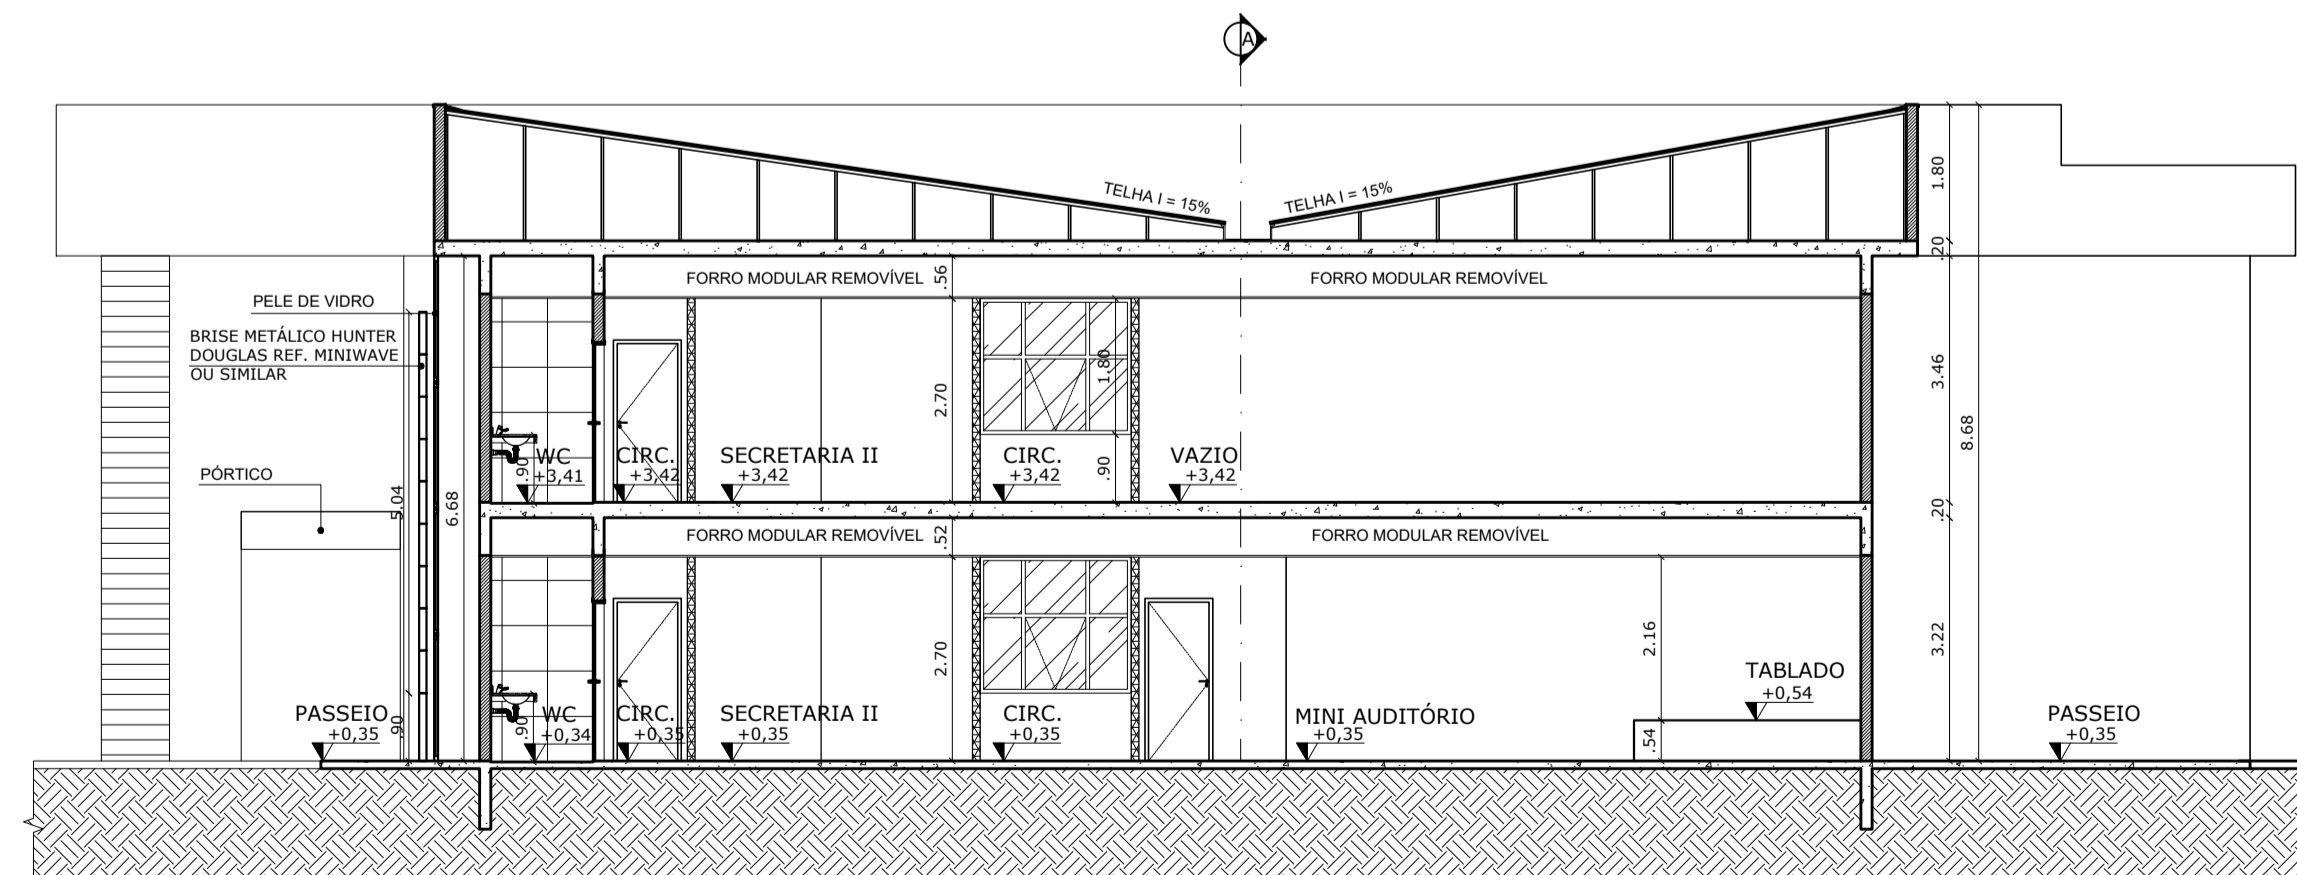 A
TELHA I = 15%
TELHA I = 15%
1.80
.20
FORRO MODULAR REMOVÍVEL
.56
FORRO MODULAR REMOVÍVEL
PELE DE VIDRO
BRISE METÁLICO HUNTER
DOUGLAS REF. MINIWAVE
OU SIMILAR
1.80
2.70
3.46
8.68
PÓRTICO
5.04
6.68
.90
WC
+3,41
CIRC.
+3,42
SECRETARIA II
+3,42
CIRC.
+3,42
.90
VAZIO
+3,42
.20
FORRO MODULAR REMOVÍVEL
.52
FORRO MODULAR REMOVÍVEL
2.70
2.16
3.22
TABLADO
+0,54
PASSEIO
+0,35
.90
.90
WC
+0,34
CIRC.
+0,35
SECRETARIA II
+0,35
CIRC.
+0,35
MINI AUDITÓRIO
+0,35
.54
PASSEIO
+0,35